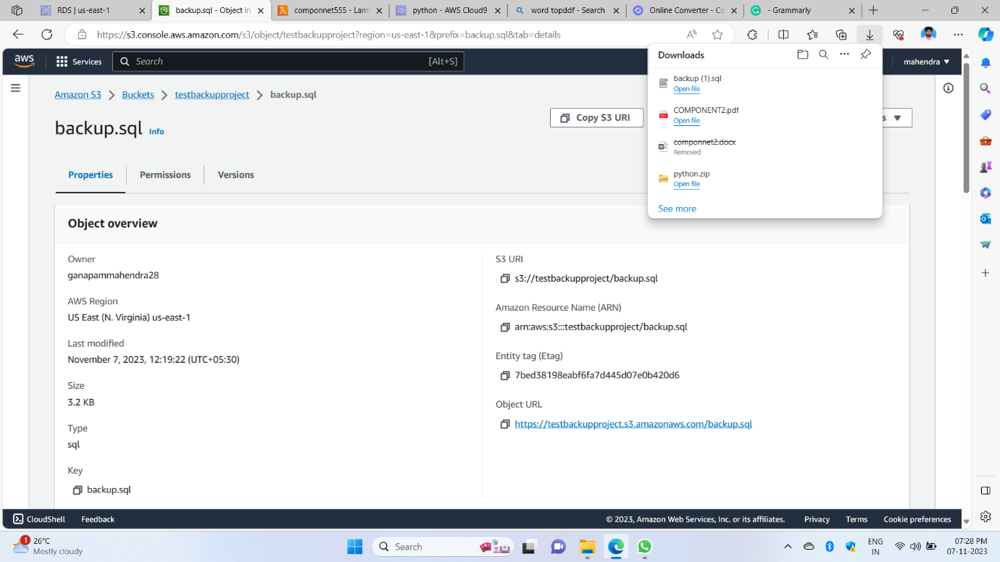 RDS | us-east-1
backup.sql - Object in
componnet555 - Lam
python - AWS Cloud9
word topdf - Search
Online Converter - Co
- Grammarly
https://s3.console.aws.amazon.com/s3/object/testbackupproject?region=us-east-1&prefix=backup.sql&tab=details
aws
Services
Search
[Alt+S]
mahendra
Downloads
backup (1).sql
Open file
COMPONENT2.pdf
Open file
componnet2.docx
Removed
python.zip
Open file
See more
Amazon S3 > Buckets > testbackupproject > backup.sql
backup.sql Info
Copy S3 URI
Properties
Permissions
Versions
Object overview
Owner
ganapammahendra28
AWS Region
US East (N. Virginia) us-east-1
Last modified
November 7, 2023, 12:19:22 (UTC+05:30)
Size
3.2 KB
Type
sql
Key
backup.sql
S3 URI
s3://testbackupproject/backup.sql
Amazon Resource Name (ARN)
arn:aws:s3:::testbackupproject/backup.sql
Entity tag (Etag)
7bed38198eabf6fa7d445d07e0b420d6
Object URL
https://testbackupproject.s3.amazonaws.com/backup.sql
CloudShell
Feedback
© 2023, Amazon Web Services, Inc. or its affiliates.
Privacy
Terms
Cookie preferences
1
26°C
Mostly cloudy
Search
ENG
IN
07:28 PM
07-11-2023